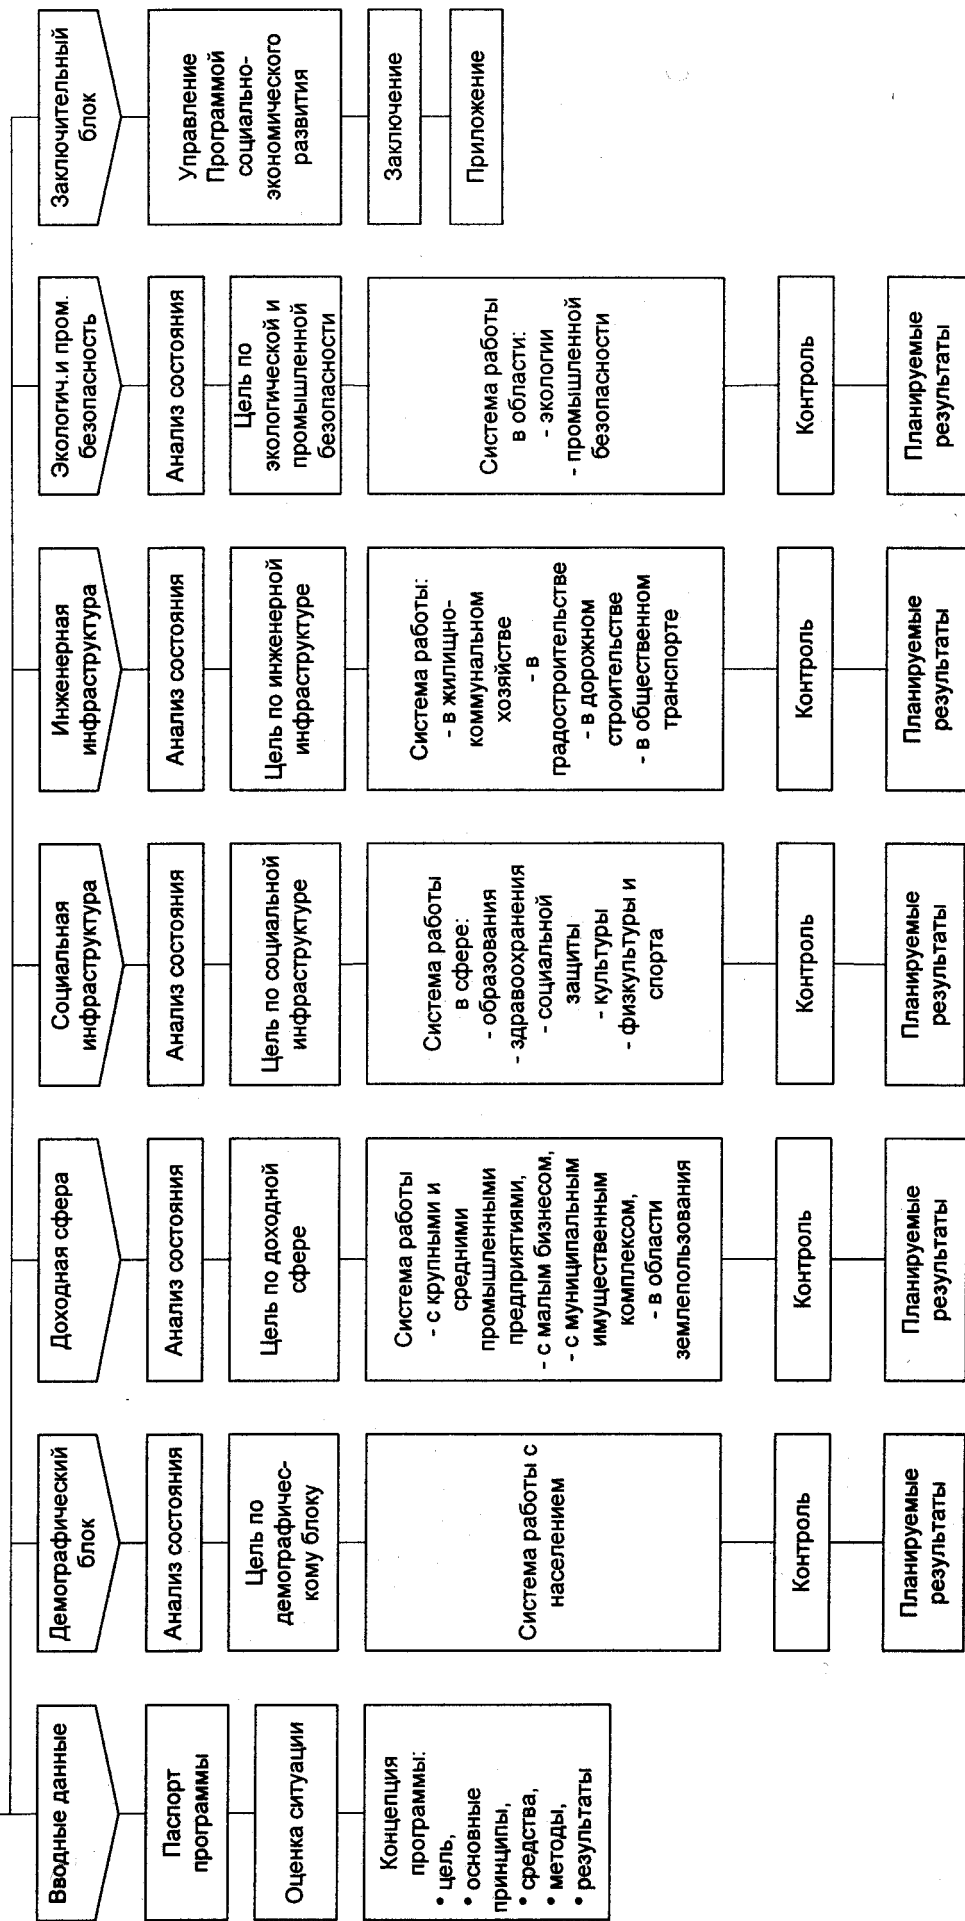 Вводные данные
Паспорт
программы
Оценка ситуации
Концепция
программы:
• цель,
• основные
принципы,
• средства,
• методы,
• результаты
Демографический
блок
Анализ состояния
Цель по
демографичес-
кому блоку
Система работы с
населением
Контроль
Планируемые
результаты
Доходная сфера
Анализ состояния
Цель по доходной
сфере
Система работы
- с крупными и
средними
промышленными
предприятиями,
- с малым бизнесом,
- с муниципальным
имущественным
комплексом,
- в области
землепользования
Контроль
Планируемые
результаты
Социальная
инфраструктура
Анализ состояния
Цель по социальной
инфраструктуре
Система работы
в сфере:
- образования
- здравоохранения
- социальной
защиты
- культуры
- физкультуры и
спорта
Контроль
Планируемые
результаты
Инженерная
инфраструктура
Анализ состояния
Цель по инженерной
инфраструктуре
Система работы:
- в жилищно-
коммунальном
хозяйстве
- в
градостроительстве
- в дорожном
строительстве
- в общественном
транспорте
Контроль
Планируемые
результаты
Экологич.и пром.
безопасность
Анализ состояния
Цель по
экологической и
промышленной
безопасности
Система работы
в области:
- экологии
- промышленной
безопасности
Контроль
Планируемые
результаты
Заключительный
блок
Управление
Программой
социально-
экономического
развития
Заключение
Приложение